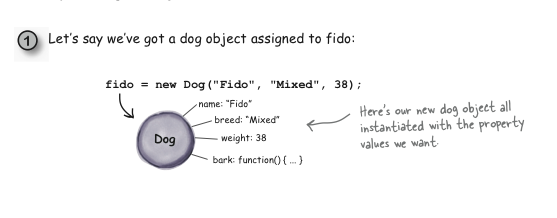 1 Let's say we've got a dog object assigned to fido:
fido = new Dog("Fido", "Mixed", 38);
name: "Fido"
breed: "Mixed"
Dog
weight: 38
bark: function() { ... }
Here's our new dog object all
instantiated with the property
values we want.